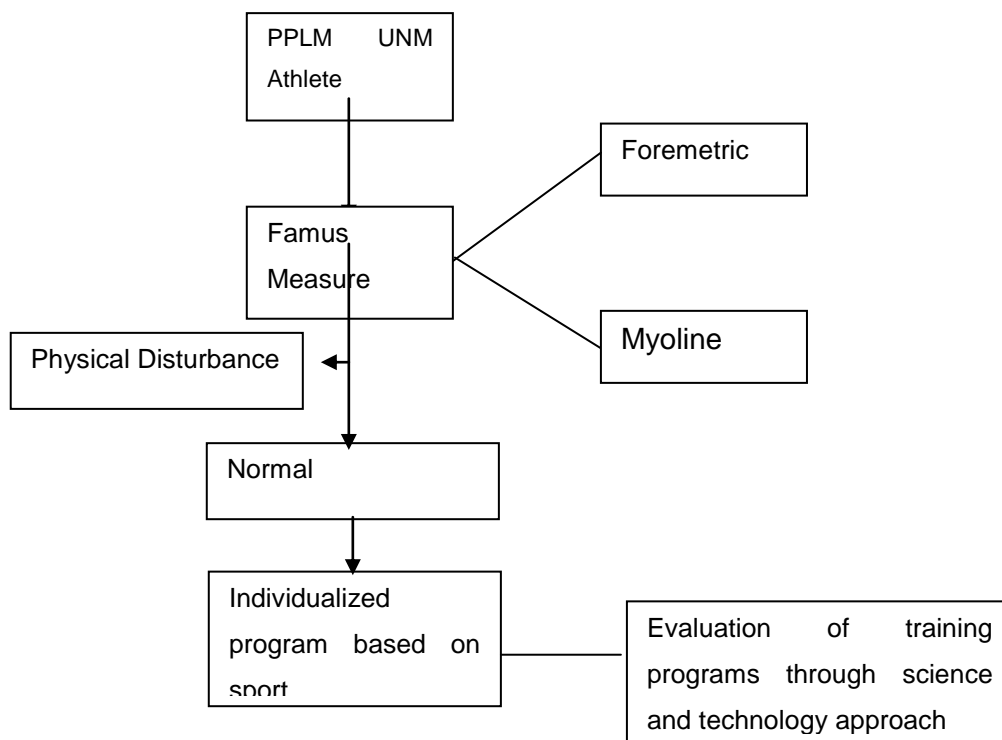 PPLM UNM
Athlete
Foremetric
Famus
Measure
Myoline
Physical Disturbance
Normal
Individualized
program based on
sport
Evaluation of training
programs through science
and technology approach